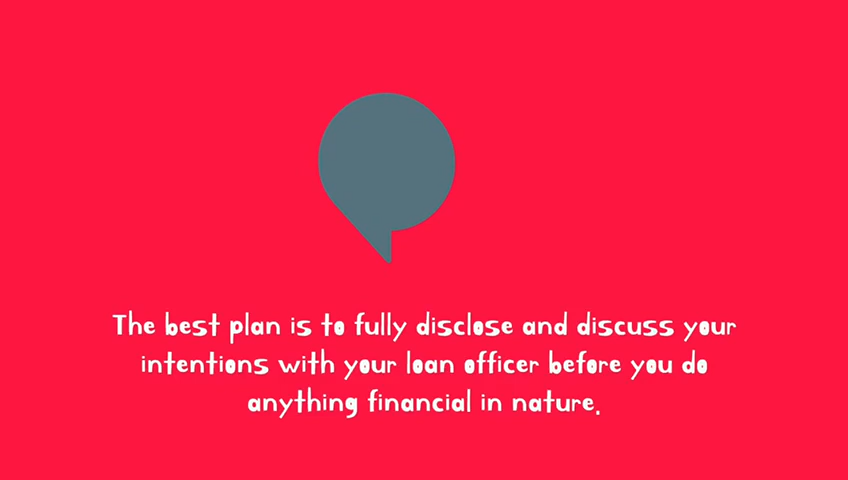 The best plan is to fully disclose and discuss your
intentions with your loan officer before you do
anything financial in nature.